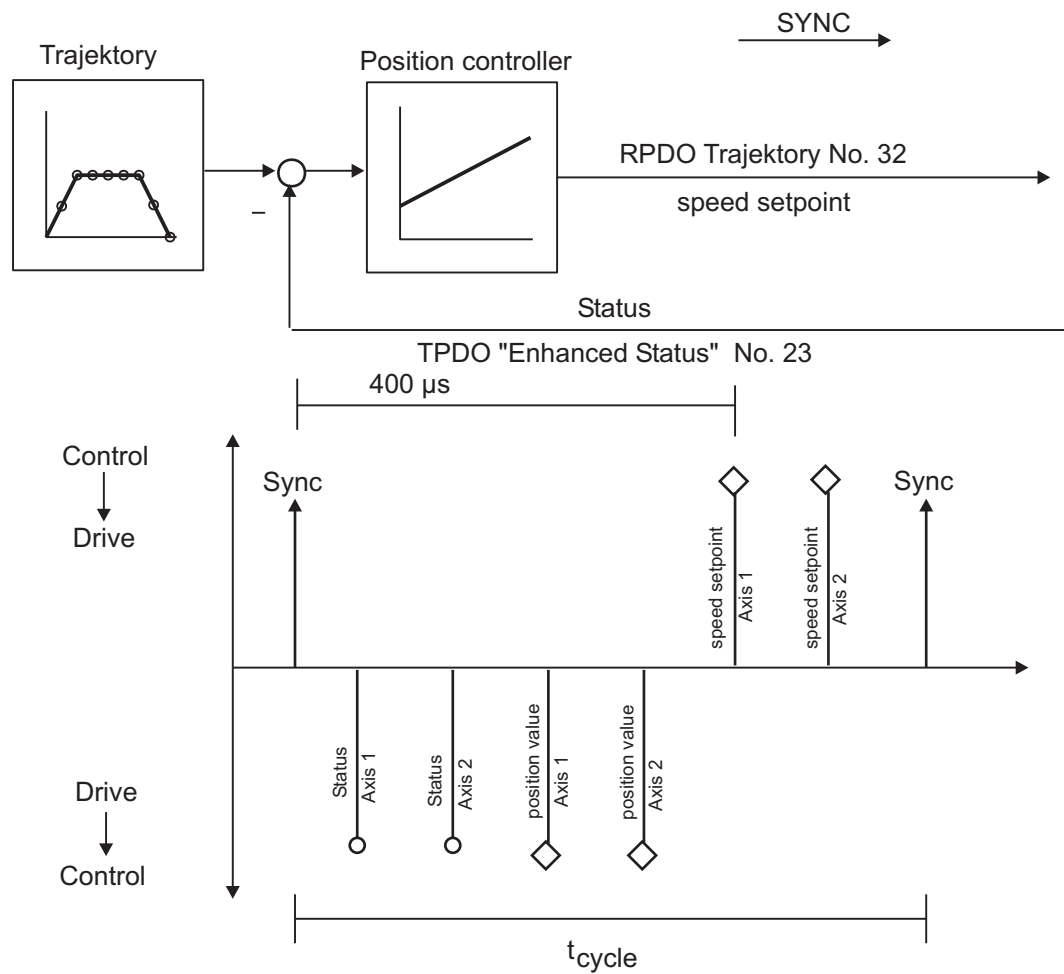 SYNC
Trajektory
Position controller
RPDO Trajektory No. 32
speed setpoint
–
Status
TPDO "Enhanced Status" No. 23
400 µs
Control
Drive
Sync
Sync
speed setpoint
Axis 1
speed setpoint
Axis 2
Status
Axis 1
Status
Axis 2
position value
Axis 1
position value
Axis 2
Drive
Control
tcycle